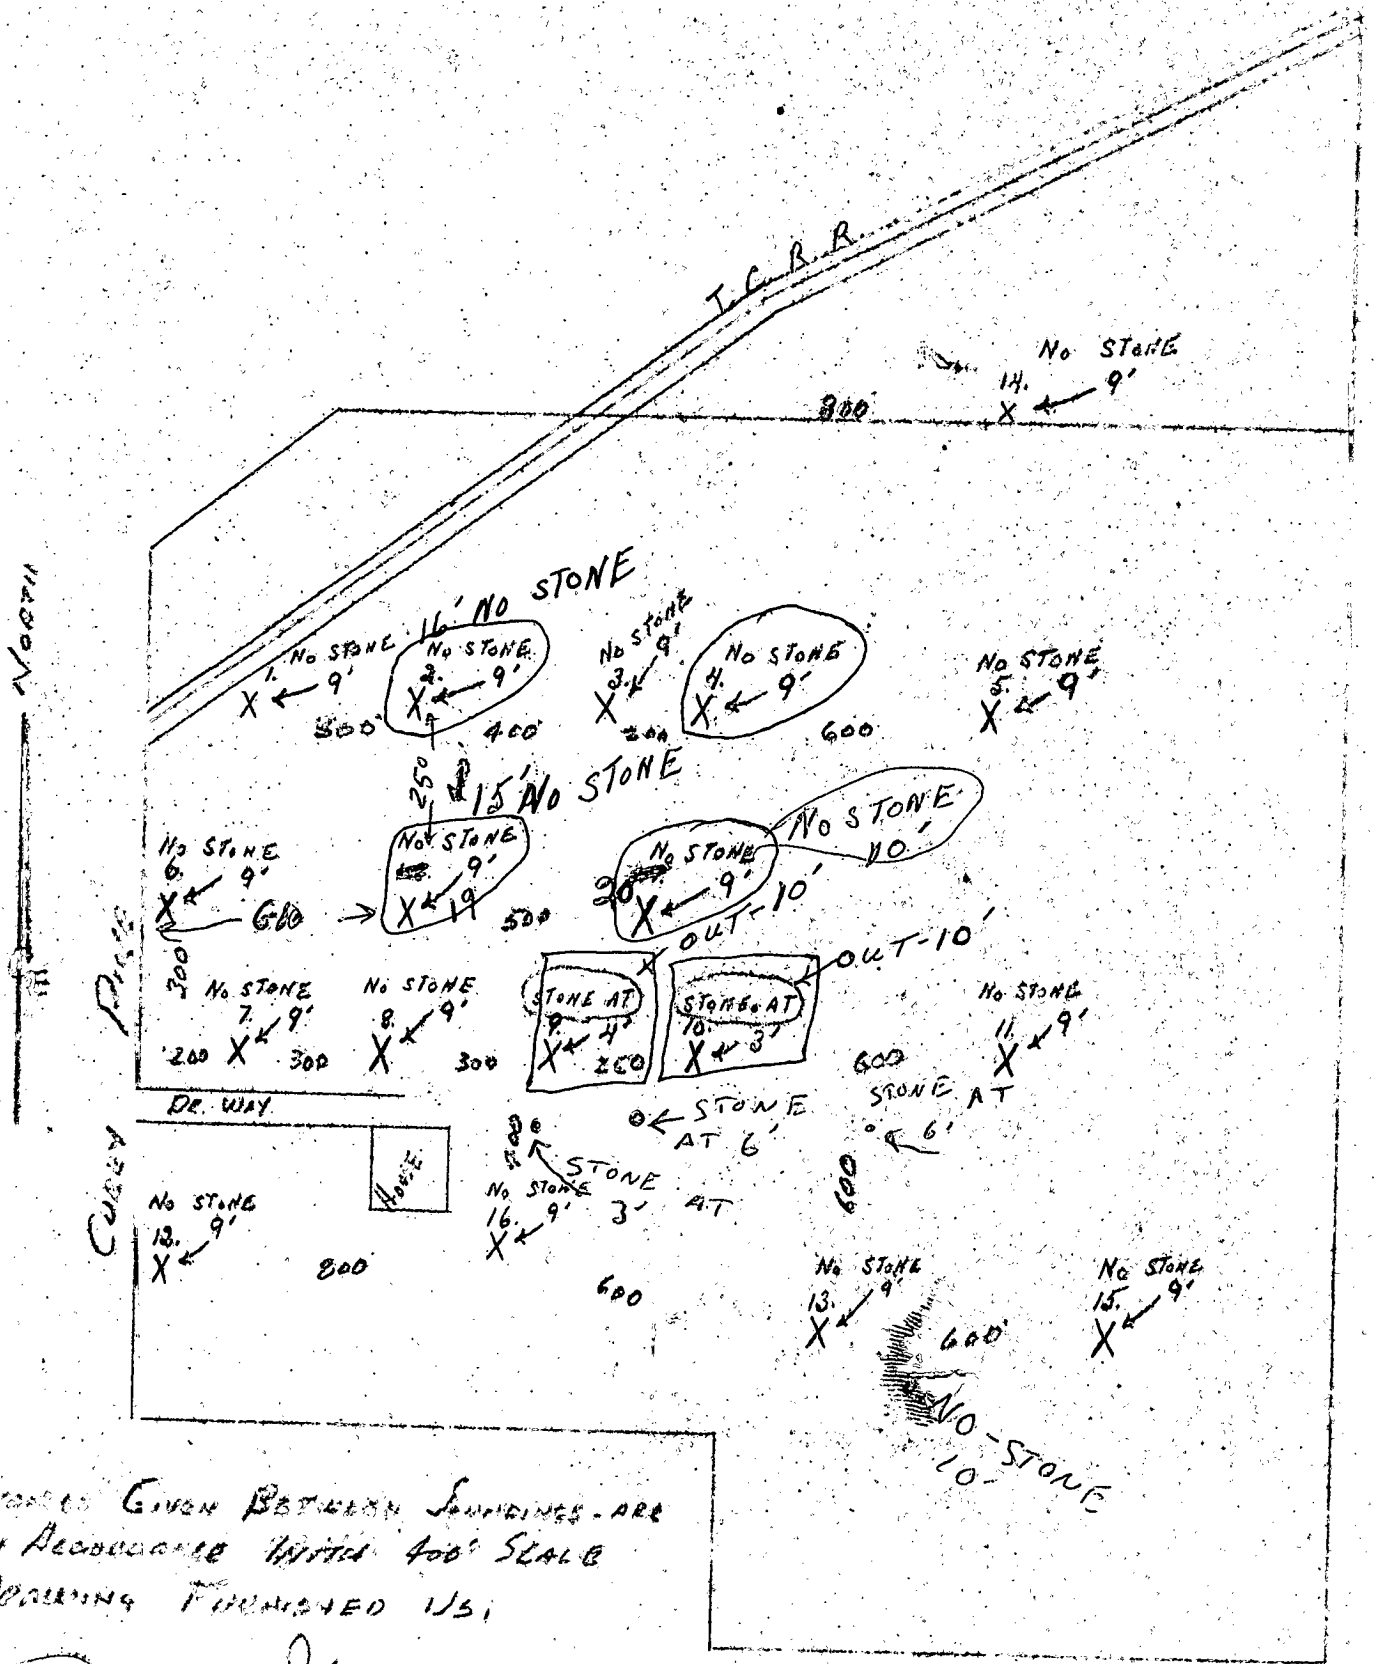 T. C. R. R.
No STONE
14. 9'
X
800
NORTH
16' NO STONE
No STONE
1. 9'
X
300'
No STONE
2. 9'
X
400
No STONE
3. 9'
X
200
No STONE
4. 9'
X
600
No STONE
5. 9'
X
250
15' NO STONE
No STONE
6. 9'
X
660
No STONE
9'
X 19
500
No STONE
20 9'
X
NO STONE
10'
OUT-10'
OUT-10'
300
PIKE
No STONE
7. 9'
200 X 300
No STONE
8. 9'
X 300
STONE AT
9. 4'
X 250
STONE AT
10. 3'
X
600
No STONE
11. 9'
X
DR. WAY
HOUSE
CURRY
STONE
AT 6'
STONE AT
6'
200
STONE
AT
3'
600
No STONE
12. 9'
X
800
No STONE
16. 9'
X
600
No STONE
13. 9'
X
600'
No STONE
15. 9'
X
NO-STONE
10'
GIVEN BETWEEN SOUNDINGS-ARE
ACCORDANCE WITH 400' SCALE
FURNISHED US.